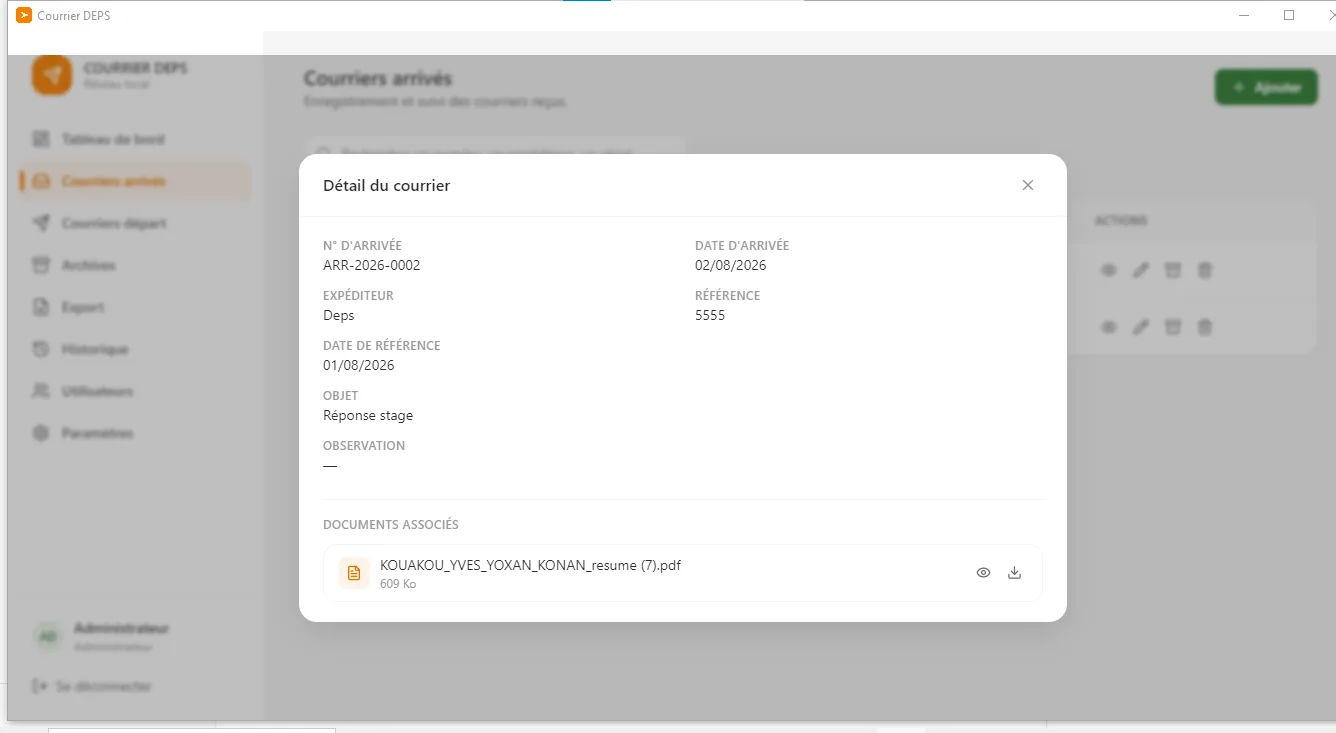 Courrier DEPS
COURRIER DEPS
Réseau local
Tableau de bord
Courriers arrivés
Courriers départ
Archives
Export
Historique
Utilisateurs
Paramètres
AD
Administrateur
Administrateur
Se déconnecter
Courriers arrivés
Enregistrement et suivi des courriers reçus.
+ Ajouter
ACTIONS
Détail du courrier
N° D'ARRIVÉE
ARR-2026-0002
DATE D'ARRIVÉE
02/08/2026
EXPÉDITEUR
Deps
RÉFÉRENCE
5555
DATE DE RÉFÉRENCE
01/08/2026
OBJET
Réponse stage
OBSERVATION
—
DOCUMENTS ASSOCIÉS
KOUAKOU_YVES_YOXAN_KONAN_resume (7).pdf
609 Ko